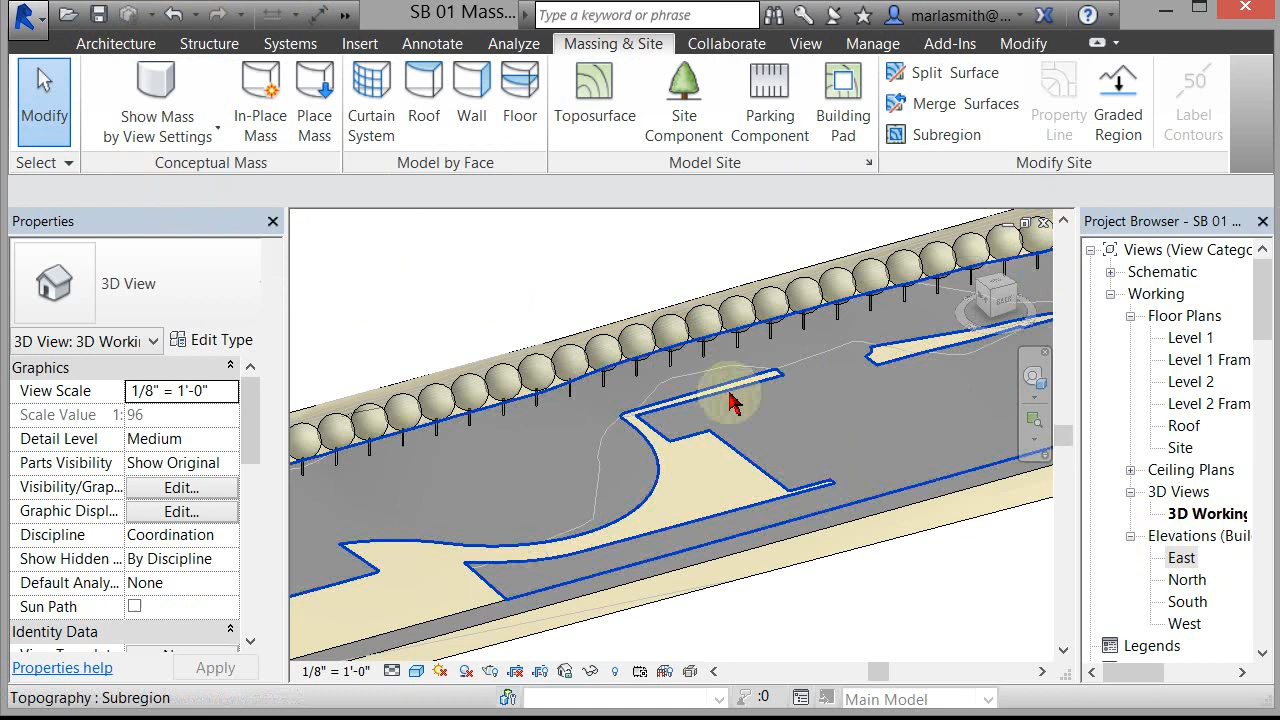 SB 01 Mass...
Type a keyword or phrase
marlasmith@...
Architecture Structure Systems Insert Annotate Analyze Massing & Site Collaborate View Manage Add-Ins Modify
Modify
Show Mass by View Settings
In-Place Mass
Place Mass
Curtain System
Roof
Wall
Floor
Toposurface
Site Component
Parking Component
Building Pad
Split Surface
Merge Surfaces
Subregion
Property Line
Graded Region
50
Label Contours
Select
Conceptual Mass
Model by Face
Model Site
Modify Site
Properties
3D View
3D View: 3D Worki
Edit Type
Graphics
View Scale 1/8" = 1'-0"
Scale Value 1: 96
Detail Level Medium
Parts Visibility Show Original
Visibility/Grap... Edit...
Graphic Displ... Edit...
Discipline Coordination
Show Hidden ... By Discipline
Default Analy... None
Sun Path
Identity Data
Properties help
Apply
BACK
Project Browser - SB 01 ...
Views (View Catego
Schematic
Working
Floor Plans
Level 1
Level 1 Fram
Level 2
Level 2 Fram
Roof
Site
Ceiling Plans
3D Views
3D Working
Elevations (Buil
East
North
South
West
Legends
1/8" = 1'-0"
Topography : Subregion
:0
Main Model